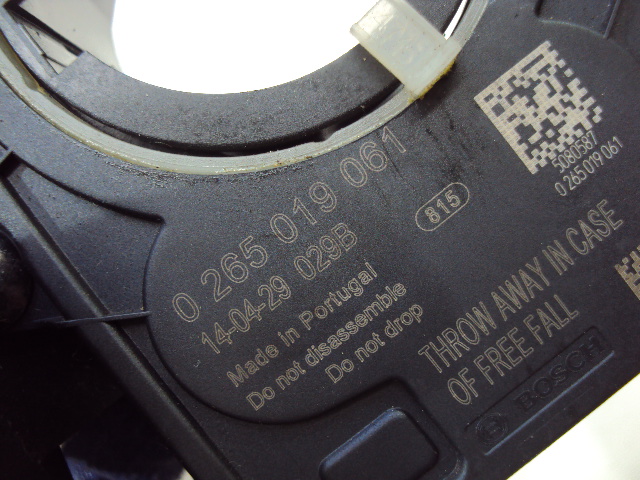 0 265 019 061
14-04-29 029B
815
Made in Portugal
Do not disassemble
Do not drop
5080587
0 265 019 061
THROW AWAY IN CASE
OF FREE FALL
BOSCH